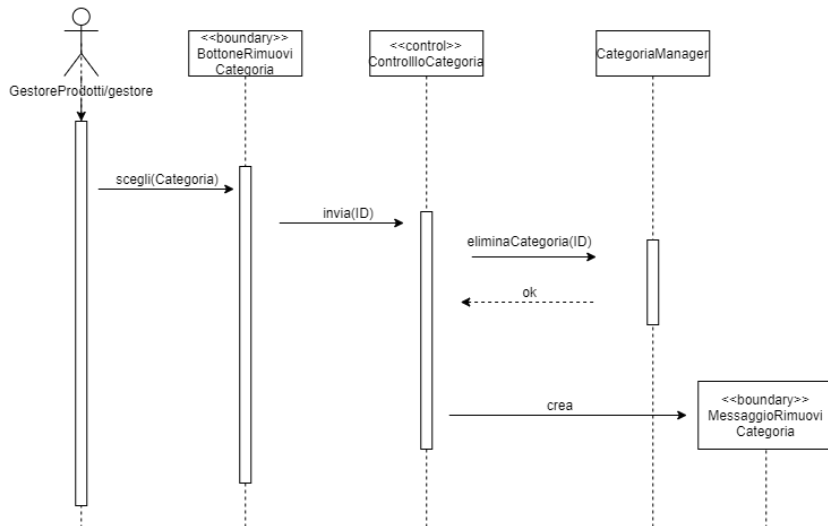 <<boundary>>
BottoneRimuovi
Categoria
<<control>>
ControllloCategoria
CategoriaManager
GestoreProdotti/gestore
scegli(Categoria)
invia(ID)
eliminaCategoria(ID)
ok
crea
<<boundary>>
MessaggioRimuovi
Categoria